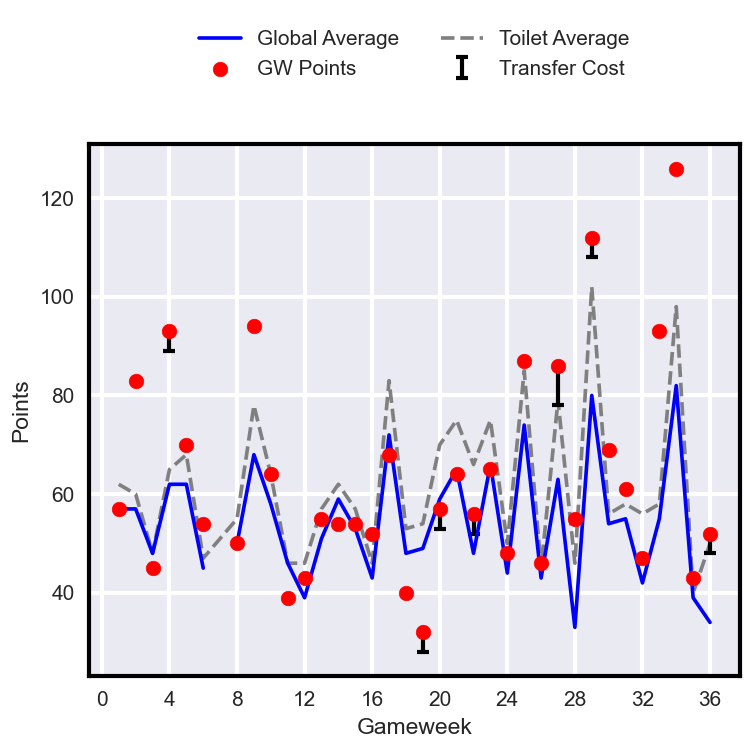 Global Average
Toilet Average
GW Points
Transfer Cost
120
100
80
60
40
Points
0 4 8 12 16 20 24 28 32 36
Gameweek